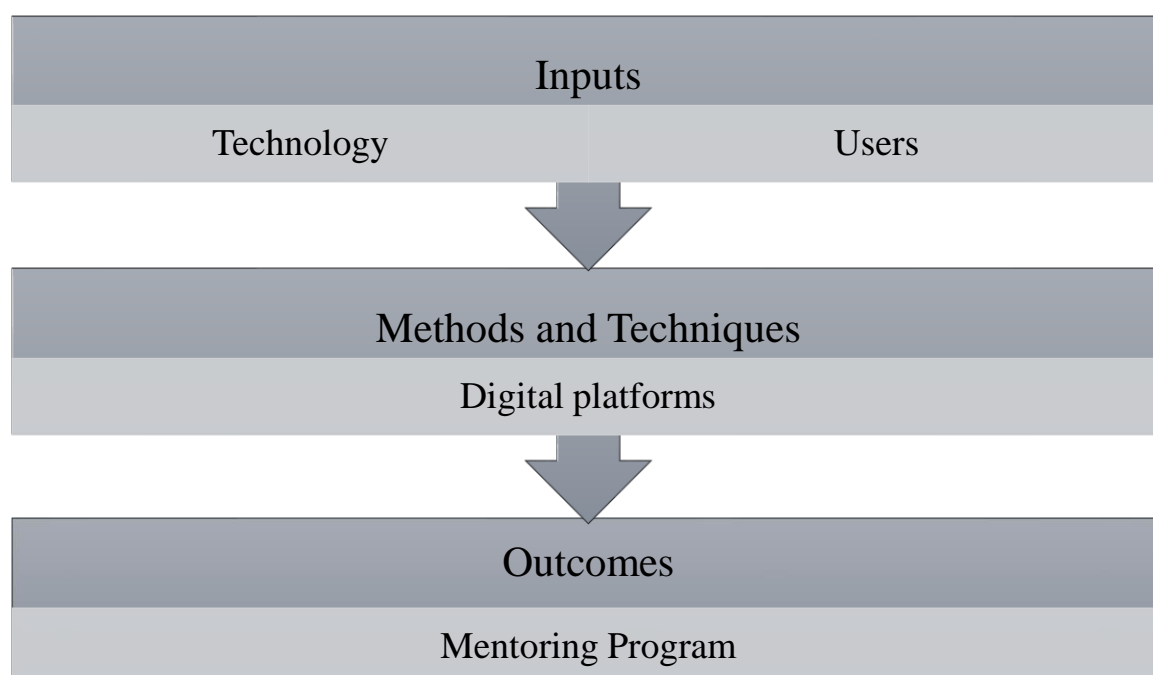 Inputs
Technology Users
Methods and Techniques
Digital platforms
Outcomes
Mentoring Program